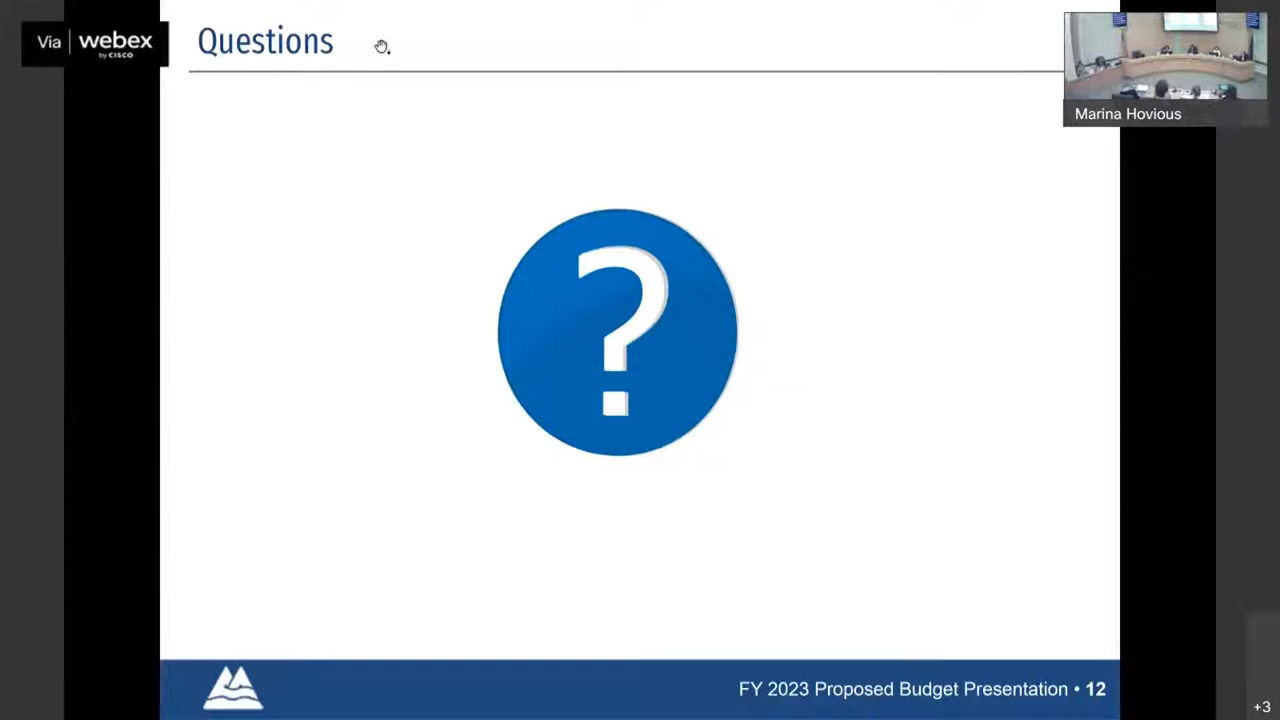 Via webex
by CISCO
Questions
Marina Hovious
?
FY 2023 Proposed Budget Presentation • 12
+3